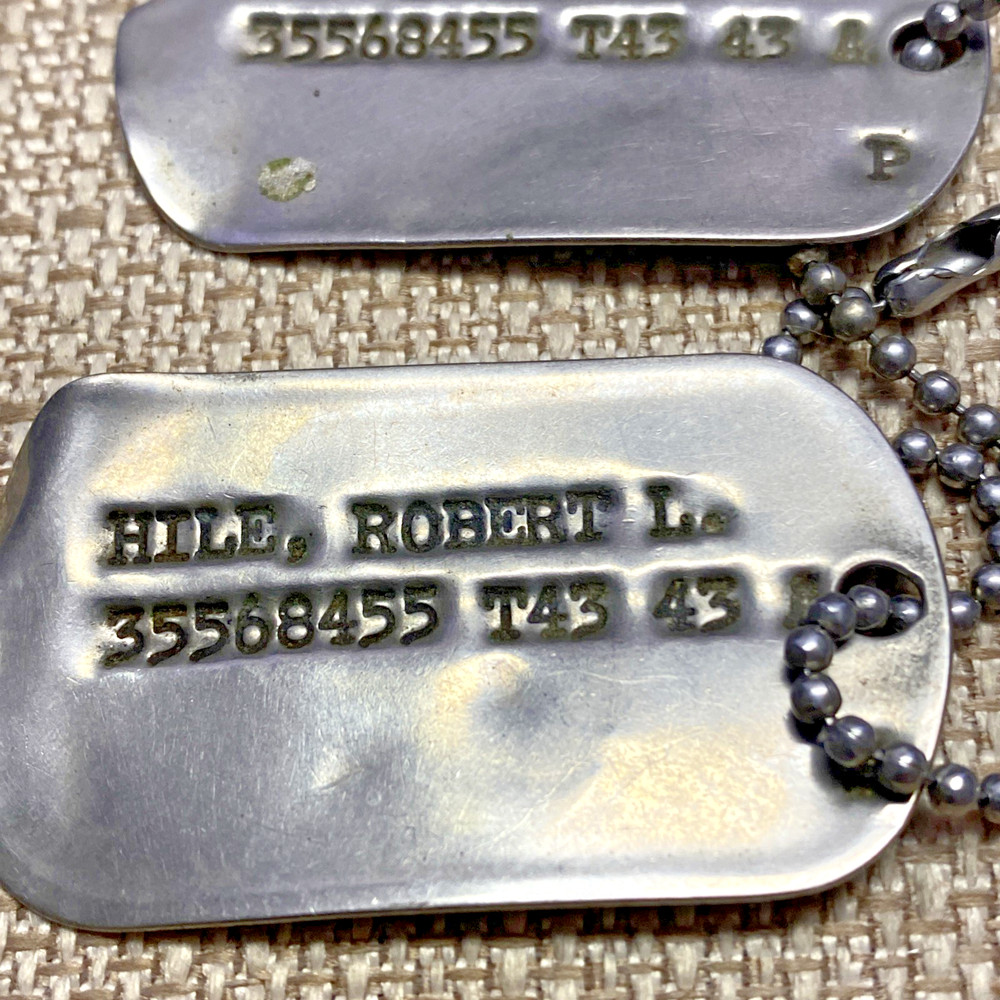 35568455 T43 43 A
P
HILE, ROBERT L.
35568455 T43 43